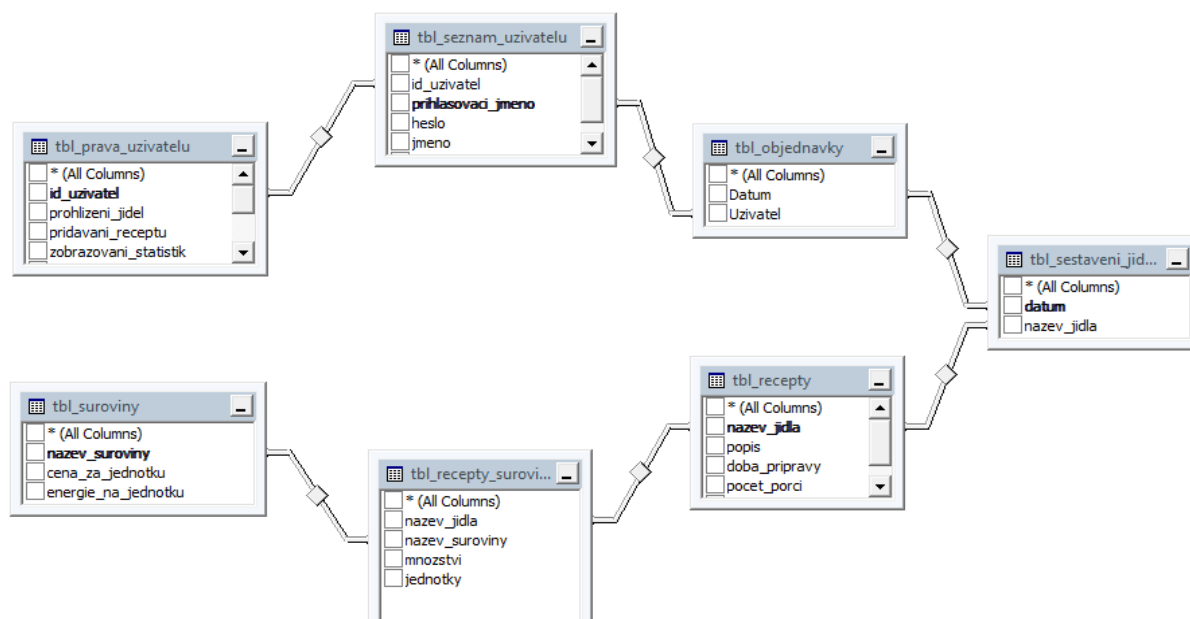 tbl_seznam_uzivatelu
* (All Columns)
id_uzivatel
prihlasovaci_jmeno
heslo
jmeno
tbl_prava_uzivatelu
* (All Columns)
id_uzivatel
prohlizeni_jidel
pridavani_receptu
zobrazovani_statistik
tbl_objednavky
* (All Columns)
Datum
Uzivatel
tbl_sestaveni_jid...
* (All Columns)
datum
nazev_jidla
tbl_suroviny
* (All Columns)
nazev_suroviny
cena_za_jednotku
energie_na_jednotku
tbl_recepty_surovi...
* (All Columns)
nazev_jidla
nazev_suroviny
mnozstvi
jednotky
tbl_recepty
* (All Columns)
nazev_jidla
popis
doba_pripravy
pocet_porci